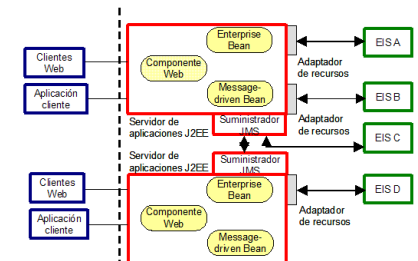 Enterprise
Bean
EIS A
Clientes
Web
Componente
Web
Adaptador
de recursos
Aplicación
cliente
Message-
driven Bean
EIS B
Servidor de
aplicaciones J2EE
Suministrador
JMS
Adaptador
de recursos
EIS C
Servidor de
aplicaciones J2EE
Suministrador
JMS
Clientes
Web
Enterprise
Bean
EIS D
Aplicación
cliente
Componente
Web
Adaptador
de recursos
Message-
driven Bean